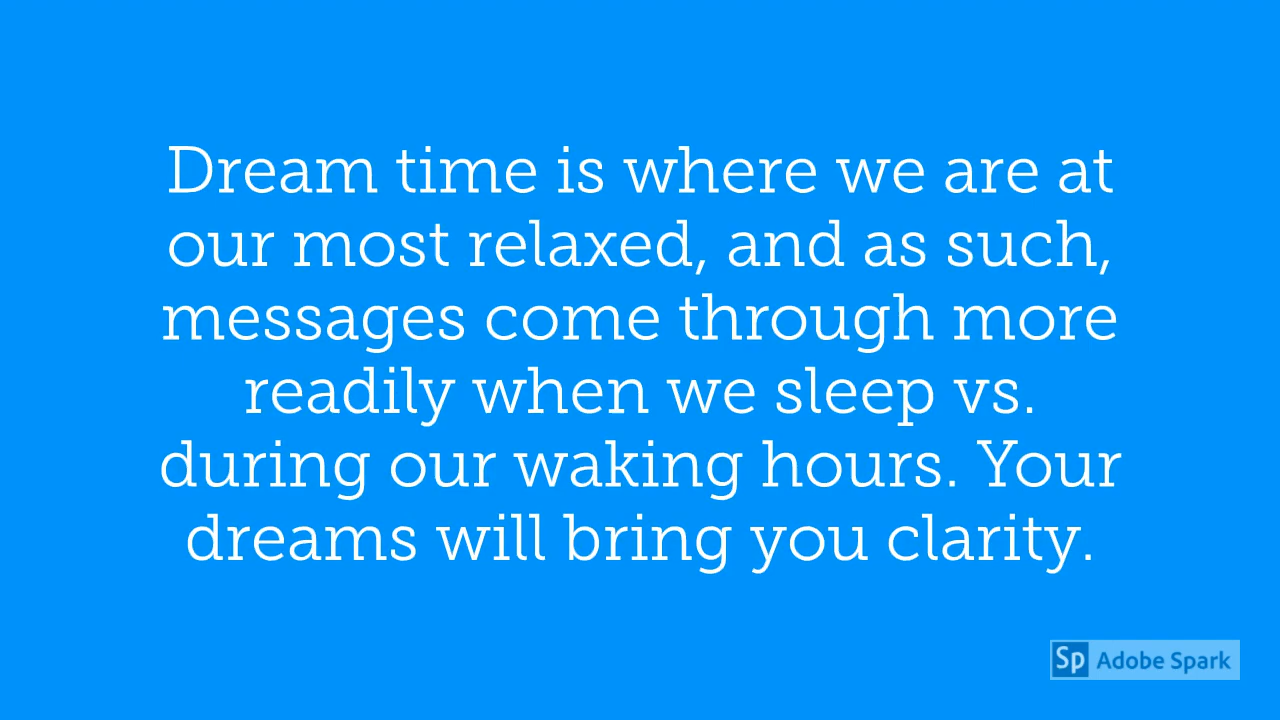 Dream time is where we are at
our most relaxed, and as such,
messages come through more
readily when we sleep vs.
during our waking hours. Your
dreams will bring you clarity.
Sp Adobe Spark